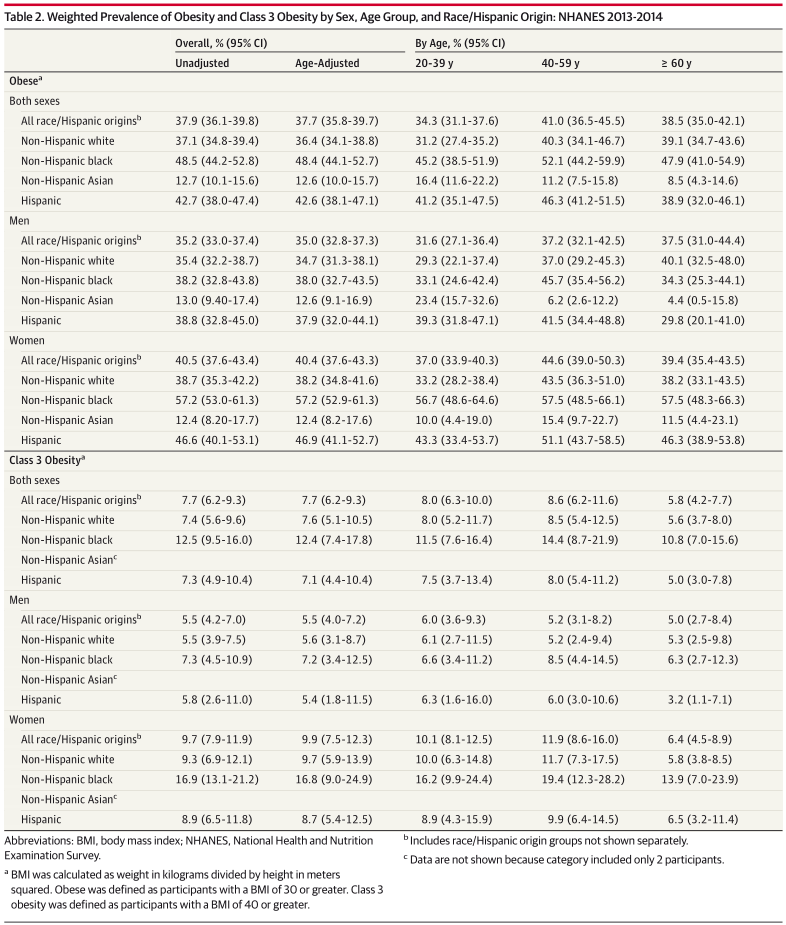 Table 2. Weighted Prevalence of Obesity and Class 3 Obesity by Sex, Age Group, and Race/Hispanic Origin: NHANES 2013-2014
Overall, % (95% CI) By Age, % (95% CI)
Unadjusted Age-Adjusted 20-39 y 40-59 y ≥ 60 y
Obeseᵃ
Both sexes
All race/Hispanic originsᵇ 37.9 (36.1-39.8) 37.7 (35.8-39.7) 34.3 (31.1-37.6) 41.0 (36.5-45.5) 38.5 (35.0-42.1)
Non-Hispanic white 37.1 (34.8-39.4) 36.4 (34.1-38.8) 31.2 (27.4-35.2) 40.3 (34.1-46.7) 39.1 (34.7-43.6)
Non-Hispanic black 48.5 (44.2-52.8) 48.4 (44.1-52.7) 45.2 (38.5-51.9) 52.1 (44.2-59.9) 47.9 (41.0-54.9)
Non-Hispanic Asian 12.7 (10.1-15.6) 12.6 (10.0-15.7) 16.4 (11.6-22.2) 11.2 (7.5-15.8) 8.5 (4.3-14.6)
Hispanic 42.7 (38.0-47.4) 42.6 (38.1-47.1) 41.2 (35.1-47.5) 46.3 (41.2-51.5) 38.9 (32.0-46.1)
Men
All race/Hispanic originsᵇ 35.2 (33.0-37.4) 35.0 (32.8-37.3) 31.6 (27.1-36.4) 37.2 (32.1-42.5) 37.5 (31.0-44.4)
Non-Hispanic white 35.4 (32.2-38.7) 34.7 (31.3-38.1) 29.3 (22.1-37.4) 37.0 (29.2-45.3) 40.1 (32.5-48.0)
Non-Hispanic black 38.2 (32.8-43.8) 38.0 (32.7-43.5) 33.1 (24.6-42.4) 45.7 (35.4-56.2) 34.3 (25.3-44.1)
Non-Hispanic Asian 13.0 (9.40-17.4) 12.6 (9.1-16.9) 23.4 (15.7-32.6) 6.2 (2.6-12.2) 4.4 (0.5-15.8)
Hispanic 38.8 (32.8-45.0) 37.9 (32.0-44.1) 39.3 (31.8-47.1) 41.5 (34.4-48.8) 29.8 (20.1-41.0)
Women
All race/Hispanic originsᵇ 40.5 (37.6-43.4) 40.4 (37.6-43.3) 37.0 (33.9-40.3) 44.6 (39.0-50.3) 39.4 (35.4-43.5)
Non-Hispanic white 38.7 (35.3-42.2) 38.2 (34.8-41.6) 33.2 (28.2-38.4) 43.5 (36.3-51.0) 38.2 (33.1-43.5)
Non-Hispanic black 57.2 (53.0-61.3) 57.2 (52.9-61.3) 56.7 (48.6-64.6) 57.5 (48.5-66.1) 57.5 (48.3-66.3)
Non-Hispanic Asian 12.4 (8.20-17.7) 12.4 (8.2-17.6) 10.0 (4.4-19.0) 15.4 (9.7-22.7) 11.5 (4.4-23.1)
Hispanic 46.6 (40.1-53.1) 46.9 (41.1-52.7) 43.3 (33.4-53.7) 51.1 (43.7-58.5) 46.3 (38.9-53.8)
Class 3 Obesityᵃ
Both sexes
All race/Hispanic originsᵇ 7.7 (6.2-9.3) 7.7 (6.2-9.3) 8.0 (6.3-10.0) 8.6 (6.2-11.6) 5.8 (4.2-7.7)
Non-Hispanic white 7.4 (5.6-9.6) 7.6 (5.1-10.5) 8.0 (5.2-11.7) 8.5 (5.4-12.5) 5.6 (3.7-8.0)
Non-Hispanic black 12.5 (9.5-16.0) 12.4 (7.4-17.8) 11.5 (7.6-16.4) 14.4 (8.7-21.9) 10.8 (7.0-15.6)
Non-Hispanic Asianᶜ
Hispanic 7.3 (4.9-10.4) 7.1 (4.4-10.4) 7.5 (3.7-13.4) 8.0 (5.4-11.2) 5.0 (3.0-7.8)
Men
All race/Hispanic originsᵇ 5.5 (4.2-7.0) 5.5 (4.0-7.2) 6.0 (3.6-9.3) 5.2 (3.1-8.2) 5.0 (2.7-8.4)
Non-Hispanic white 5.5 (3.9-7.5) 5.6 (3.1-8.7) 6.1 (2.7-11.5) 5.2 (2.4-9.4) 5.3 (2.5-9.8)
Non-Hispanic black 7.3 (4.5-10.9) 7.2 (3.4-12.5) 6.6 (3.4-11.2) 8.5 (4.4-14.5) 6.3 (2.7-12.3)
Non-Hispanic Asianᶜ
Hispanic 5.8 (2.6-11.0) 5.4 (1.8-11.5) 6.3 (1.6-16.0) 6.0 (3.0-10.6) 3.2 (1.1-7.1)
Women
All race/Hispanic originsᵇ 9.7 (7.9-11.9) 9.9 (7.5-12.3) 10.1 (8.1-12.5) 11.9 (8.6-16.0) 6.4 (4.5-8.9)
Non-Hispanic white 9.3 (6.9-12.1) 9.7 (5.9-13.9) 10.0 (6.3-14.8) 11.7 (7.3-17.5) 5.8 (3.8-8.5)
Non-Hispanic black 16.9 (13.1-21.2) 16.8 (9.0-24.9) 16.2 (9.9-24.4) 19.4 (12.3-28.2) 13.9 (7.0-23.9)
Non-Hispanic Asianᶜ
Hispanic 8.9 (6.5-11.8) 8.7 (5.4-12.5) 8.9 (4.3-15.9) 9.9 (6.4-14.5) 6.5 (3.2-11.4)
Abbreviations: BMI, body mass index; NHANES, National Health and Nutrition
Examination Survey.
ᵃ BMI was calculated as weight in kilograms divided by height in meters
squared. Obese was defined as participants with a BMI of 30 or greater. Class 3
obesity was defined as participants with a BMI of 40 or greater.
ᵇ Includes race/Hispanic origin groups not shown separately.
ᶜ Data are not shown because category included only 2 participants.